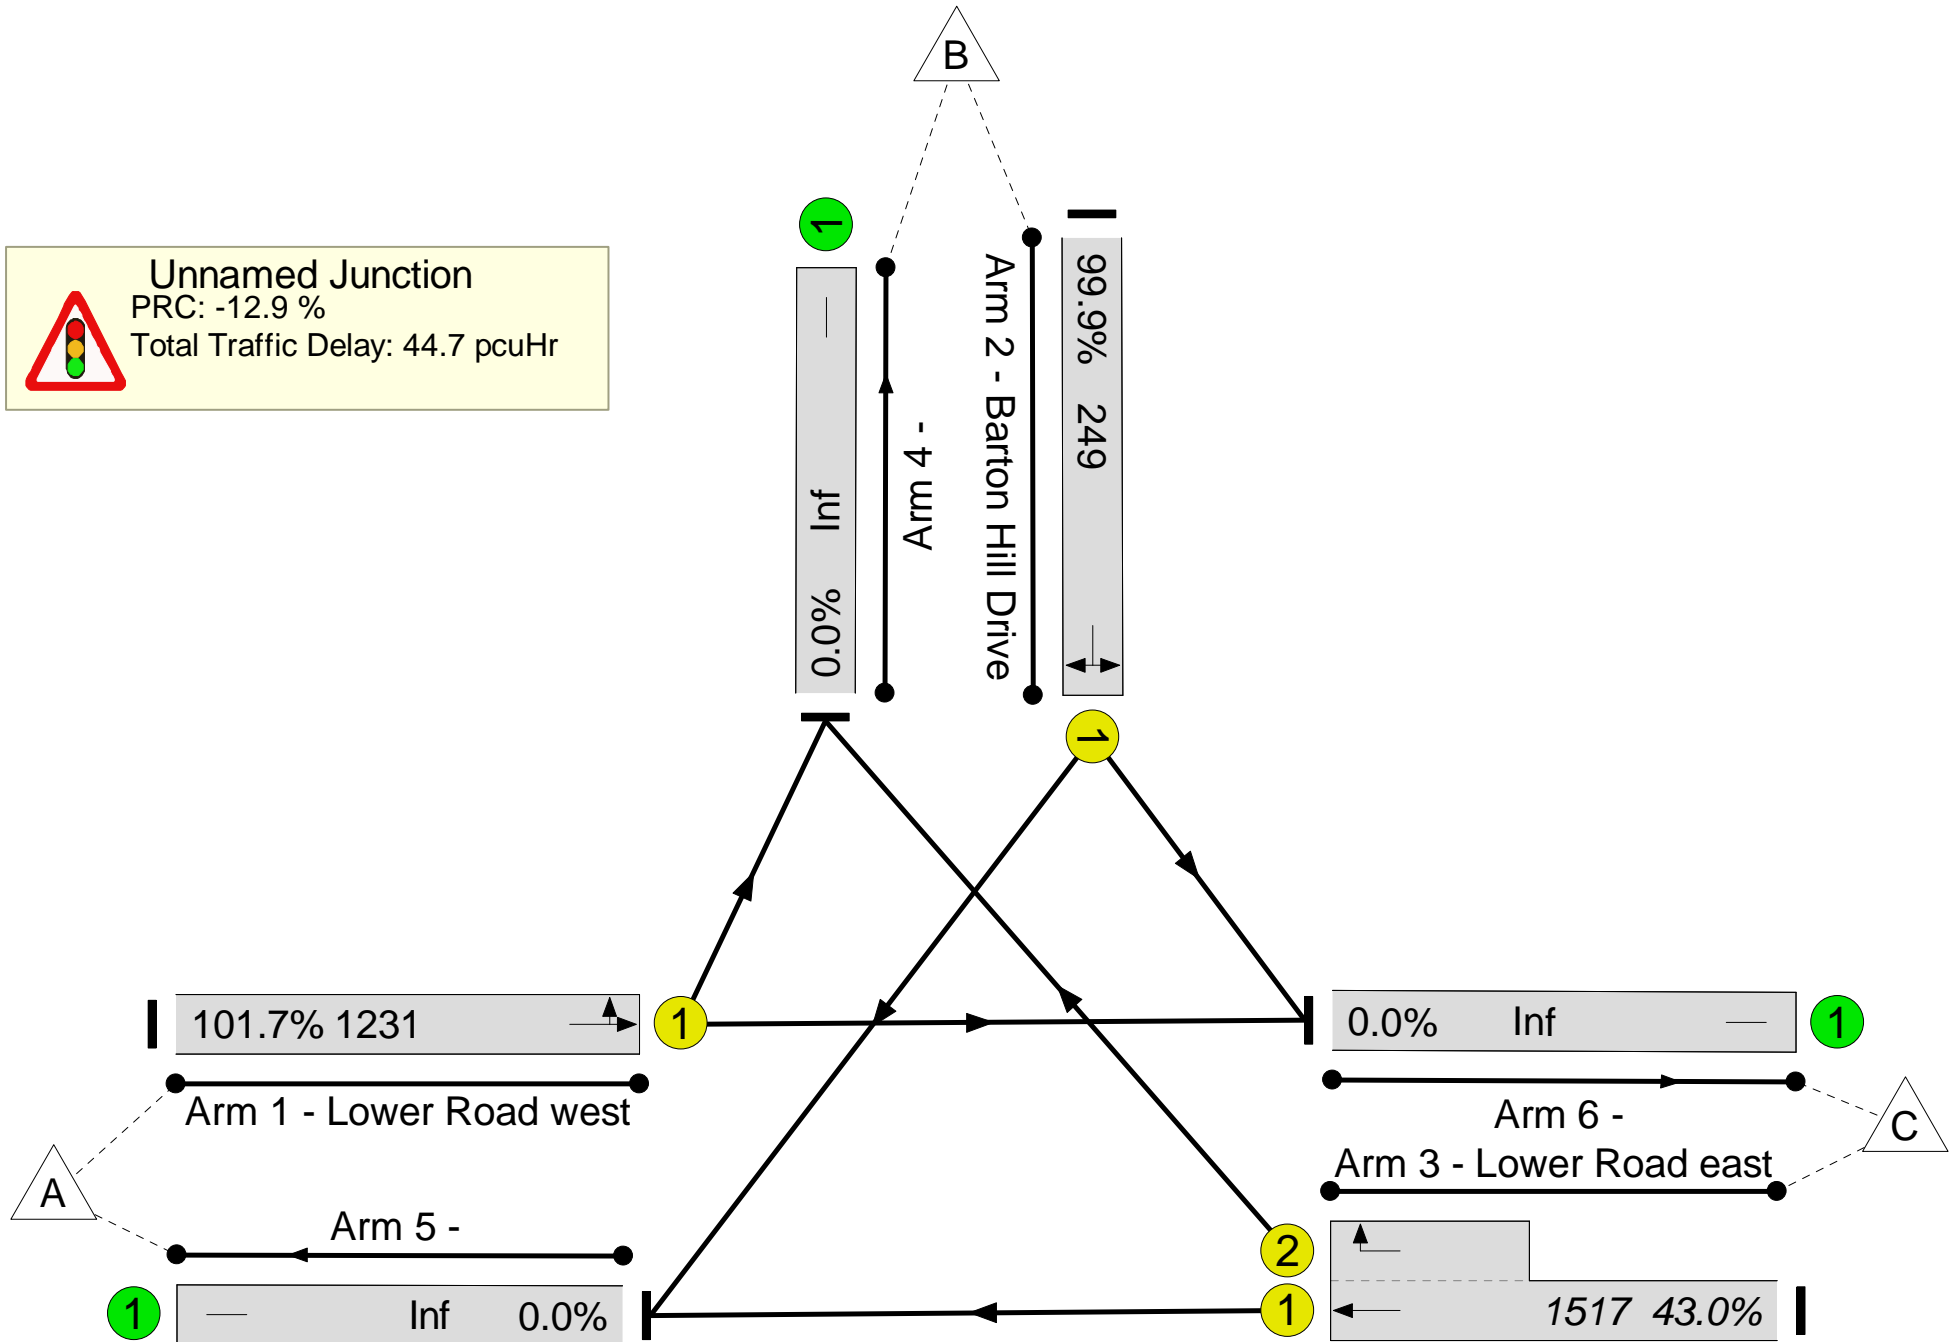 B
Unnamed Junction
PRC: -12.9 %
Total Traffic Delay: 44.7 pcuHr
1
0.0% Inf
Arm 4 -
Arm 2 - Barton Hill Drive
99.9% 249
1
101.7% 1231
1
Arm 1 - Lower Road west
0.0% Inf
1
Arm 6 -
C
Arm 3 - Lower Road east
A
Arm 5 -
2
1
Inf 0.0%
1
1517 43.0%